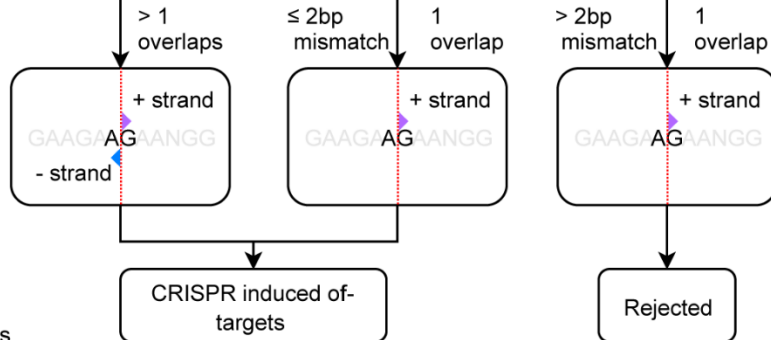 > 1
overlaps
≤ 2bp
mismatch
1
overlap
> 2bp
mismatch
1
overlap
+ strand
GAAGAAGAANGG
- strand
+ strand
GAAGAAGAANGG
+ strand
GAAGAAGAANGG
CRISPR induced of-
targets
Rejected
s